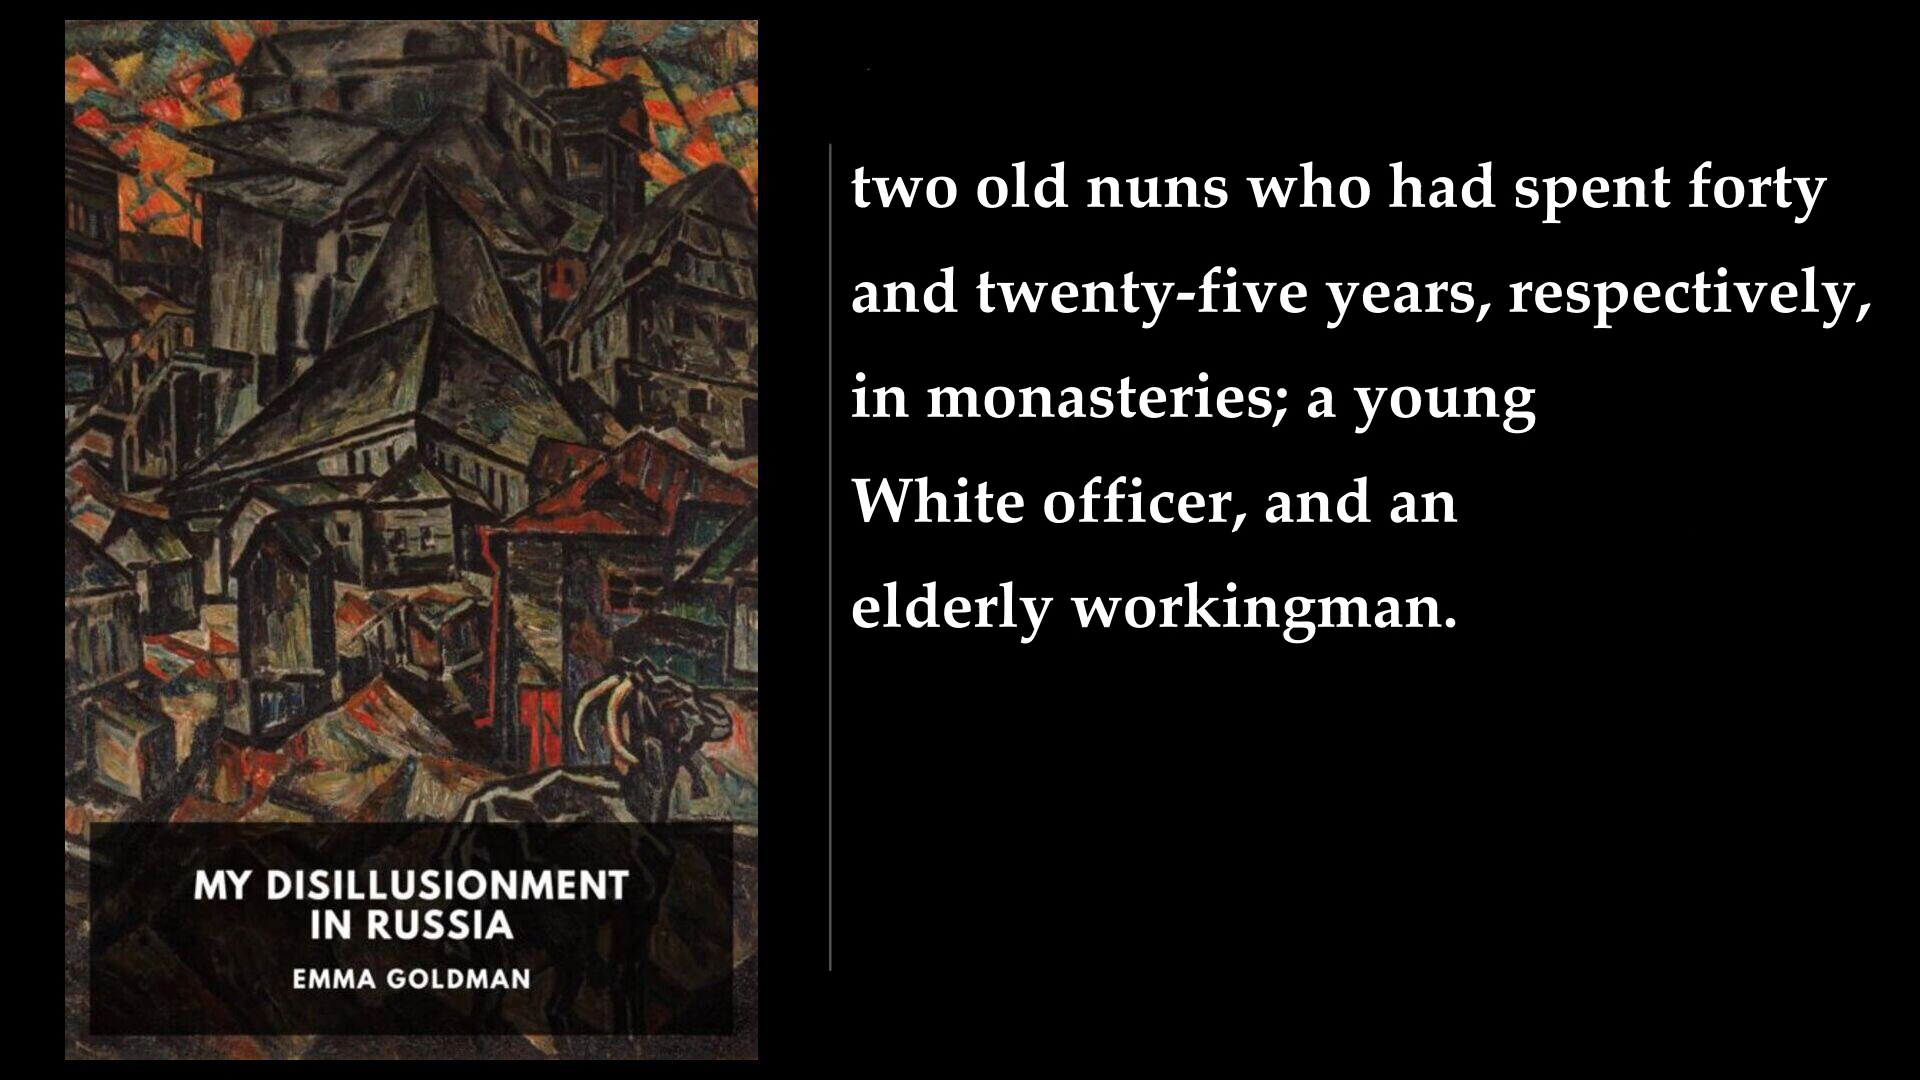 two old nuns who had spent forty
and twenty-five years, respectively,
in monasteries; a young
White officer, and an
elderly workingman.
MY DISILLUSIONMENT
IN RUSSIA
EMMA GOLDMAN